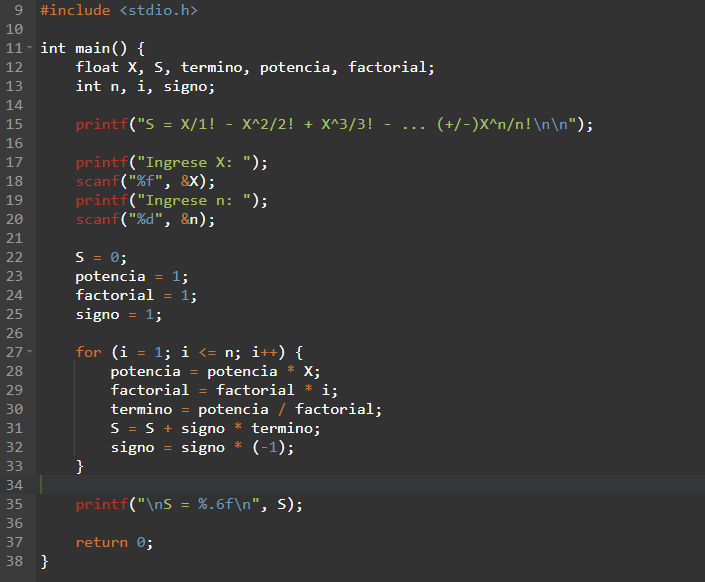 9 #include <stdio.h>
10
11 int main() {
12     float X, S, termino, potencia, factorial;
13     int n, i, signo;
14
15     printf("S = X/1! - X^2/2! + X^3/3! - ... (+/-)X^n/n!\n\n");
16
17     printf("Ingrese X: ");
18     scanf("%f", &X);
19     printf("Ingrese n: ");
20     scanf("%d", &n);
21
22     S = 0;
23     potencia = 1;
24     factorial = 1;
25     signo = 1;
26
27     for (i = 1; i <= n; i++) {
28         potencia = potencia * X;
29         factorial = factorial * i;
30         termino = potencia / factorial;
31         S = S + signo * termino;
32         signo = signo * (-1);
33     }
34
35     printf("\nS = %.6f\n", S);
36
37     return 0;
38 }